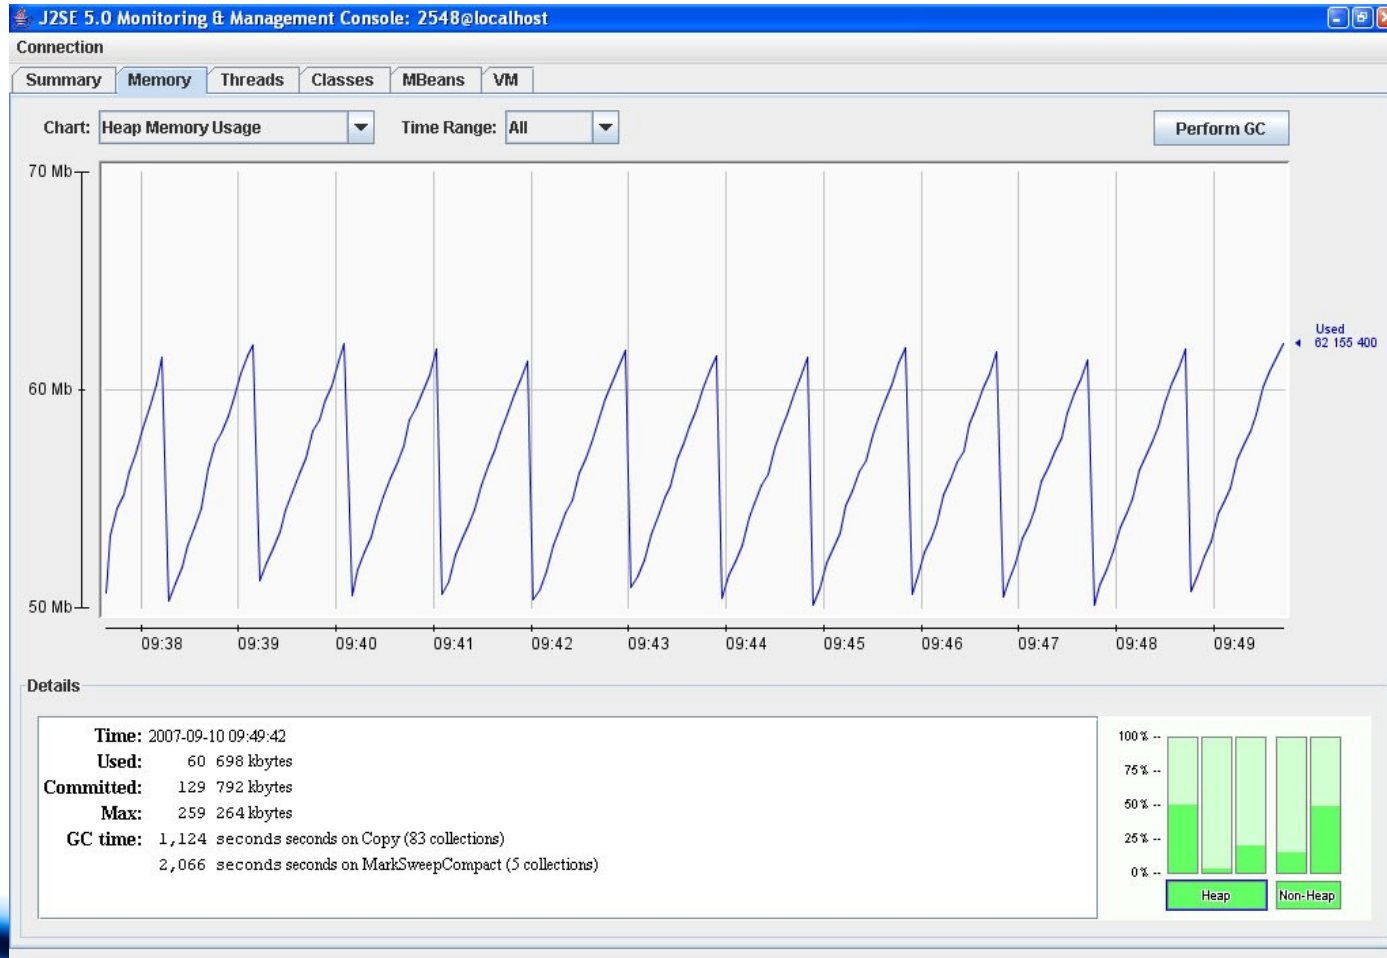 J2SE 5.0 Monitoring & Management Console: 2548@localhost
Connection
Summary Memory Threads Classes MBeans VM
Chart: Heap Memory Usage Time Range: All Perform GC
70 Mb
Used
62 155 400
60 Mb
50 Mb
09:38 09:39 09:40 09:41 09:42 09:43 09:44 09:45 09:46 09:47 09:48 09:49
Details
Time: 2007-09-10 09:49:42
Used: 60 698 kbytes
Committed: 129 792 kbytes
Max: 259 264 kbytes
GC time: 1,124 seconds seconds on Copy (83 collections)
2,066 seconds seconds on MarkSweepCompact (5 collections)
100% --
75% --
50% --
25% --
0% --
Heap Non-Heap